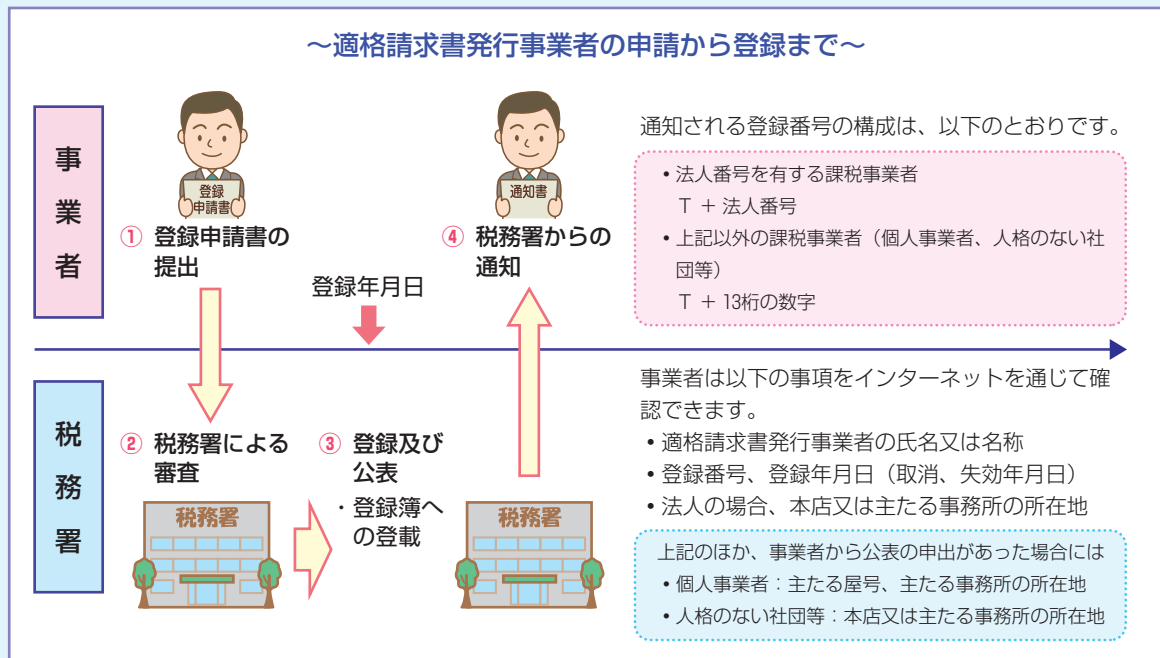 ～適格請求書発行事業者の申請から登録まで～
事業者
登録
申請書
① 登録申請書の
提出
登録年月日
通知書
④ 税務署からの
通知
通知される登録番号の構成は、以下のとおりです。
・法人番号を有する課税事業者
T + 法人番号
・上記以外の課税事業者（個人事業者、人格のない社
団等）
T + 13桁の数字
税務署
② 税務署による
審査
税務署
③ 登録及び
公表
・登録簿へ
の登載
税務署
事業者は以下の事項をインターネットを通じて確
認できます。
・適格請求書発行事業者の氏名又は名称
・登録番号、登録年月日（取消、失効年月日）
・法人の場合、本店又は主たる事務所の所在地
上記のほか、事業者から公表の申出があった場合には
・個人事業者：主たる屋号、主たる事務所の所在地
・人格のない社団等：本店又は主たる事務所の所在地